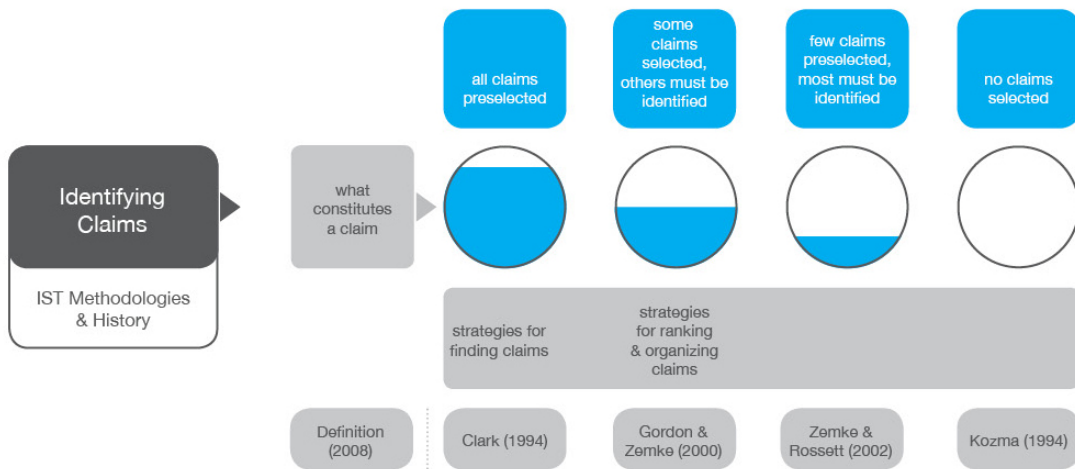 all claims
preselected
some
claims
selected,
others must be
identified
few claims
preselected,
most must be
identified
no claims
selected
Identifying
Claims
IST Methodologies
& History
what
constitutes
a claim
strategies for
finding claims
strategies
for ranking
& organizing
claims
Definition
(2008)
Clark (1994)
Gordon &
Zemke (2000)
Zemke &
Rossett (2002)
Kozma (1994)